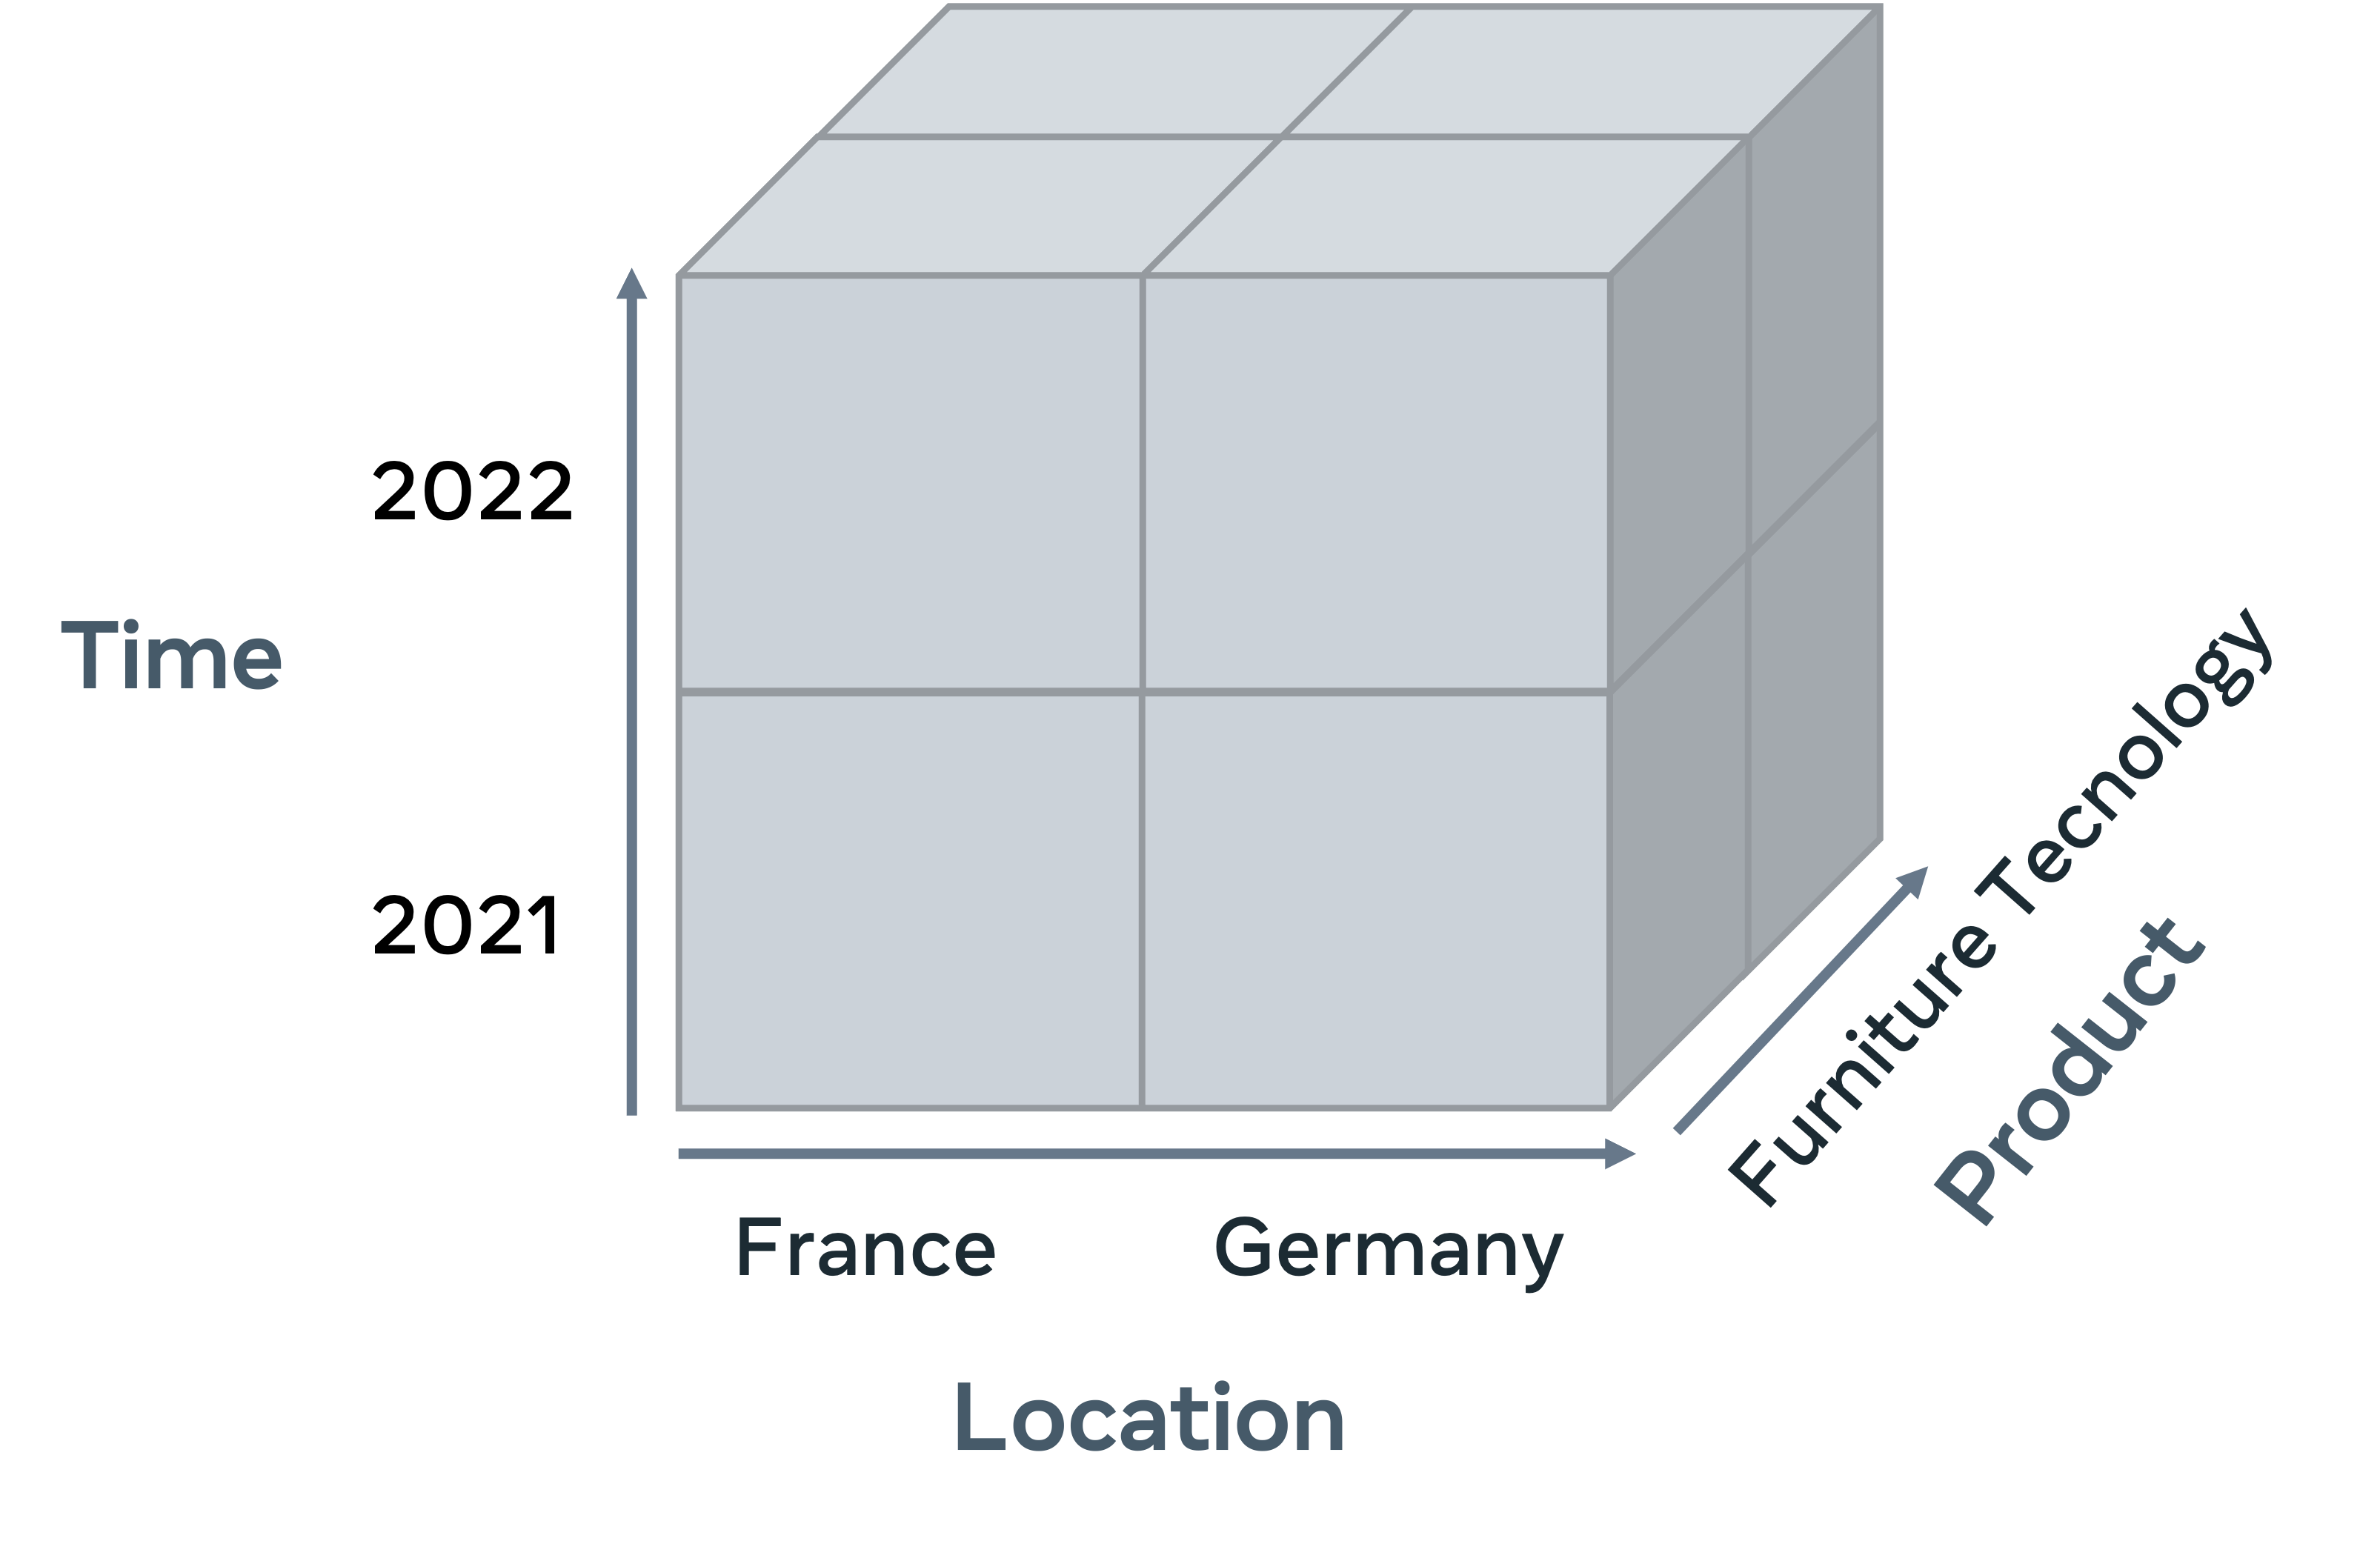 2022
Time
2021
France Germany
Location
Furniture Tecnology
Product